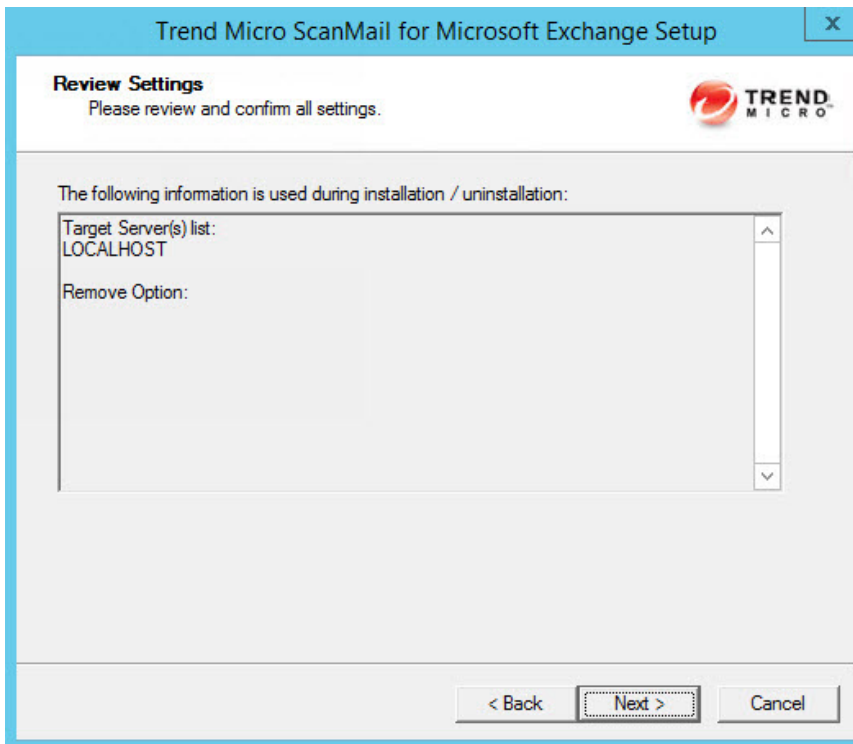 Trend Micro ScanMail for Microsoft Exchange Setup
x
Review Settings
Please review and confirm all settings.
TREND
MICRO
The following information is used during installation / uninstallation:
Target Server(s) list:
LOCALHOST
Remove Option:
< Back
Next >
Cancel